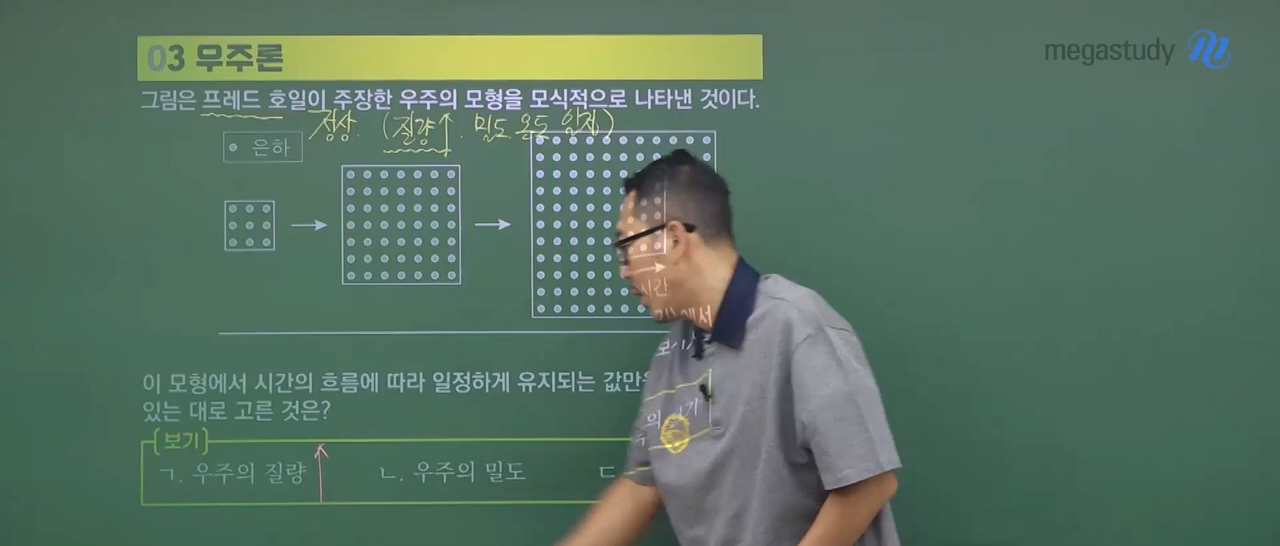 megastudy
03 우주론
그림은 프레드 호일이 주장한 우주의 모형을 모식적으로 나타낸 것이다.
정상. (질량↑. 밀도. 온도 일정)
은하
시간
이 모형에서 시간의 흐름에 따라 일정하게 유지되는 값만을
있는 대로 고른 것은?
보기
ㄱ. 우주의 질량 ㄴ. 우주의 밀도 ㄷ